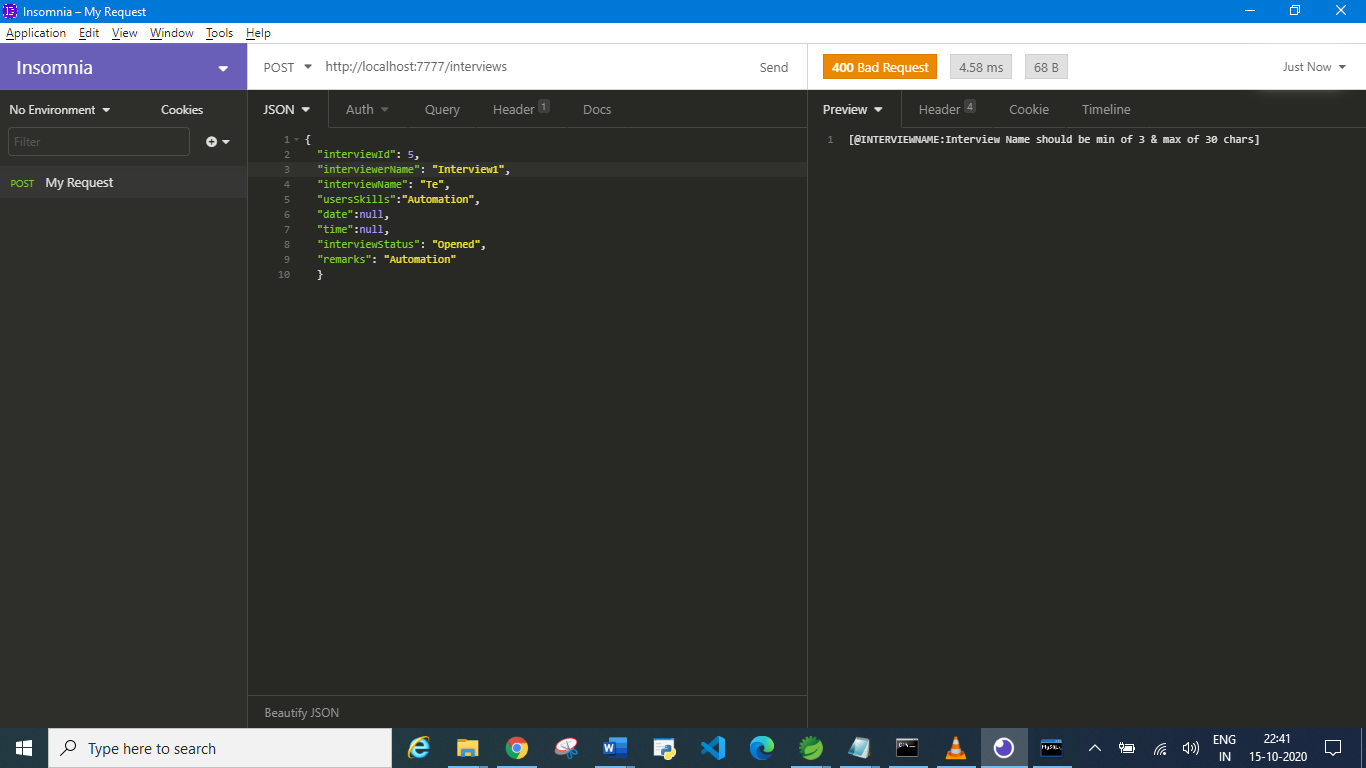 Insomnia – My Request
Application Edit View Window Tools Help
Insomnia
POST http://localhost:7777/interviews Send
400 Bad Request 4.58 ms 68 B Just Now
No Environment Cookies
JSON Auth Query Header 1 Docs
Preview Header 4 Cookie Timeline
Filter
POST My Request
1 {
2 "interviewId": 5,
3 "interviewerName": "Interview1",
4 "interviewName": "Te",
5 "usersSkills":"Automation",
6 "date":null,
7 "time":null,
8 "interviewStatus": "Opened",
9 "remarks": "Automation"
10 }
1 [@INTERVIEWNAME:Interview Name should be min of 3 & max of 30 chars]
Beautify JSON
Type here to search
ENG
IN
22:41
15-10-2020